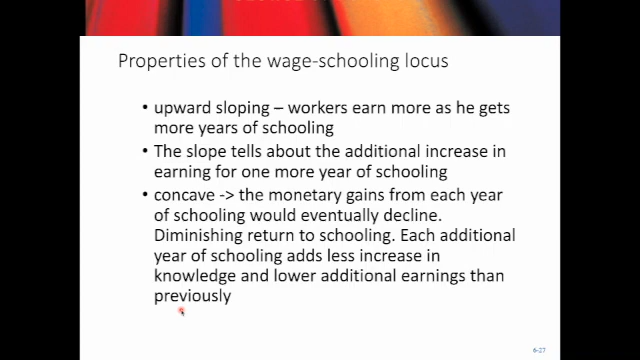 Properties of the wage-schooling locus
• upward sloping – workers earn more as he gets
more years of schooling
• The slope tells about the additional increase in
earning for one more year of schooling
• concave -> the monetary gains from each year
of schooling would eventually decline.
Diminishing return to schooling. Each additional
year of schooling adds less increase in
knowledge and lower additional earnings than
previously
6-27